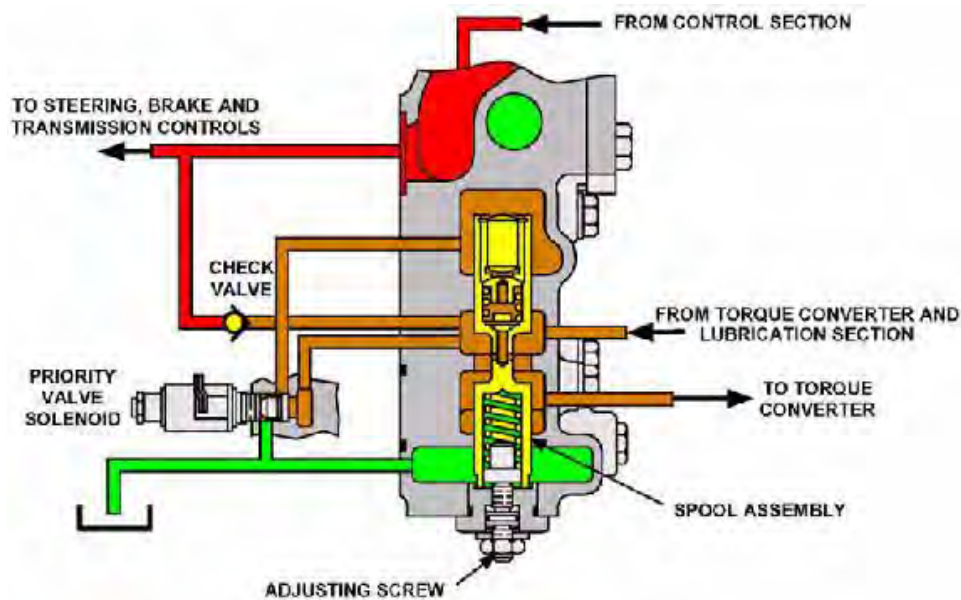 FROM CONTROL SECTION
TO STEERING, BRAKE AND
TRANSMISSION CONTROLS
CHECK
VALVE
FROM TORQUE CONVERTER AND
LUBRICATION SECTION
PRIORITY
VALVE
SOLENOID
TO TORQUE
CONVERTER
SPOOL ASSEMBLY
ADJUSTING SCREW